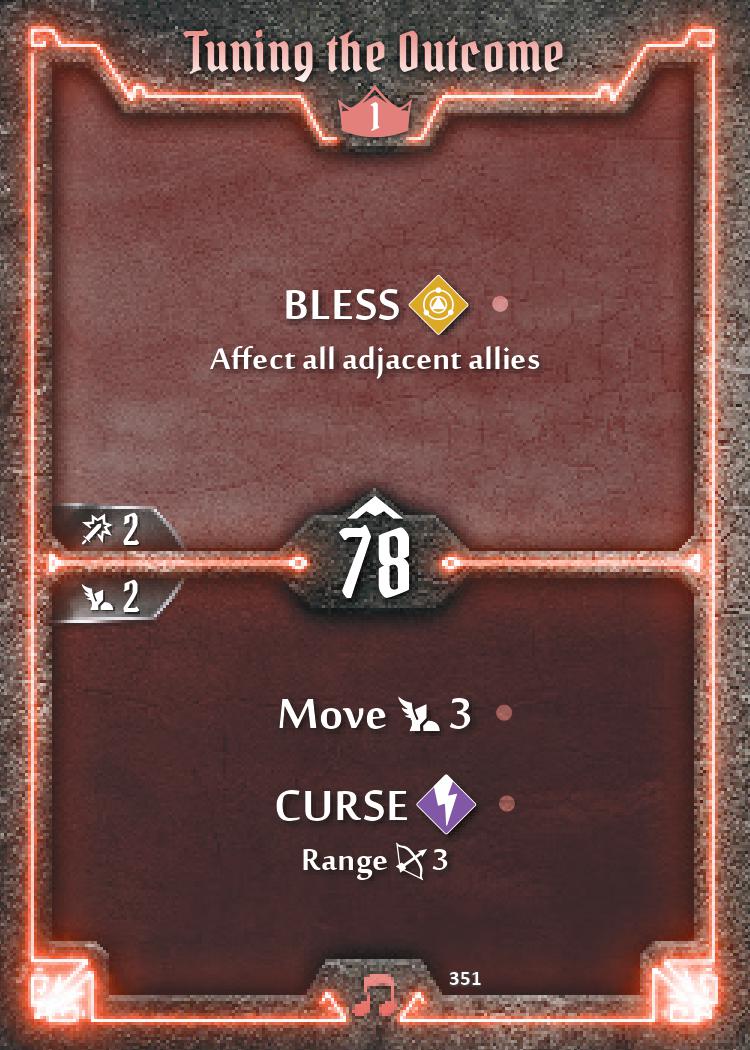 Tuning the Outcome
1
BLESS
Affect all adjacent allies
2
78
2
Move 3
CURSE
Range 3
351